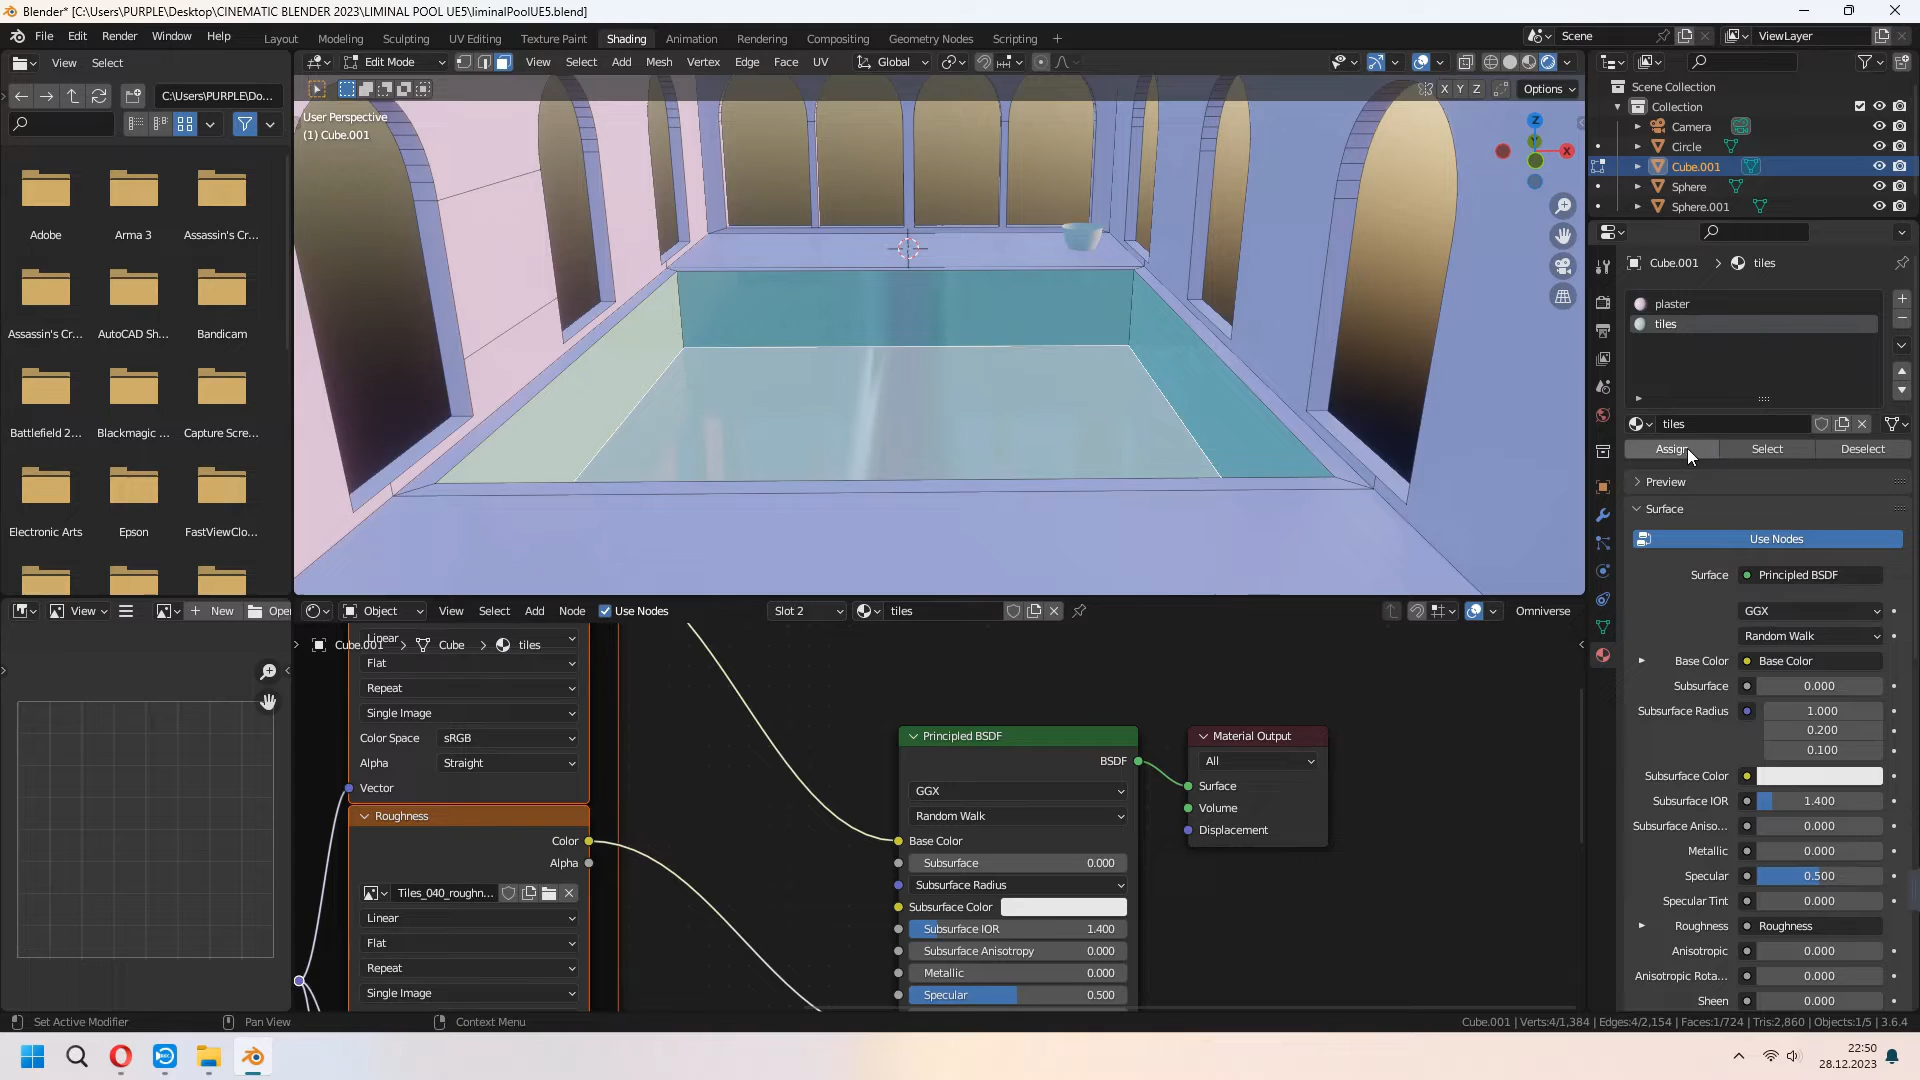 Blender* [C:\Users\PURPLE\Desktop\CINEMATIC BLENDER 2023\LIMINAL POOL UE5\liminalPoolUE5.blend]
File Edit Render Window Help Layout Modeling Sculpting UV Editing Texture Paint Shading Animation Rendering Compositing Geometry Nodes Scripting + Scene ViewLayer
View Select Edit Mode View Select Add Mesh Vertex Edge Face UV Global
C:\Users\PURPLE\Do... X Y Z Options
User Perspective
(1) Cube.001
Z
X
Y
Scene Collection
Collection
Camera
Circle
Cube.001
Sphere
Sphere.001
Adobe Arma 3 Assassin's Cr...
Assassin's Cr... AutoCAD Sh... Bandicam
Battlefield 2... Blackmagic ... Capture Scre...
Electronic Arts Epson FastViewClo...
Cube.001 > tiles
plaster
tiles
tiles
Assign Select Deselect
Preview
Surface
Use Nodes
Surface Principled BSDF
GGX
Random Walk
Base Color Base Color
Subsurface 0.000
Subsurface Radius 1.000
0.200
0.100
Subsurface Color
Subsurface IOR 1.400
Subsurface Aniso... 0.000
Metallic 0.000
Specular 0.500
Specular Tint 0.000
Roughness Roughness
Anisotropic 0.000
Anisotropic Rota... 0.000
Sheen 0.000
View New Open
Object View Select Add Node Use Nodes Slot 2 tiles Omniverse
Cube.001 > Cube > tiles
Linear
Flat
Repeat
Single Image
Color Space sRGB
Alpha Straight
Vector
Roughness
Color
Alpha
Tiles_040_roughn...
Linear
Flat
Repeat
Single Image
Principled BSDF
BSDF
GGX
Random Walk
Base Color
Subsurface 0.000
Subsurface Radius
Subsurface Color
Subsurface IOR 1.400
Subsurface Anisotropy 0.000
Metallic 0.000
Specular 0.500
Material Output
All
Surface
Volume
Displacement
Set Active Modifier Pan View Context Menu Cube.001 | Verts:4/1,384 | Edges:4/2,154 | Faces:1/724 | Tris:2,860 | Objects:1/5 | 3.6.4
22:50
28.12.2023